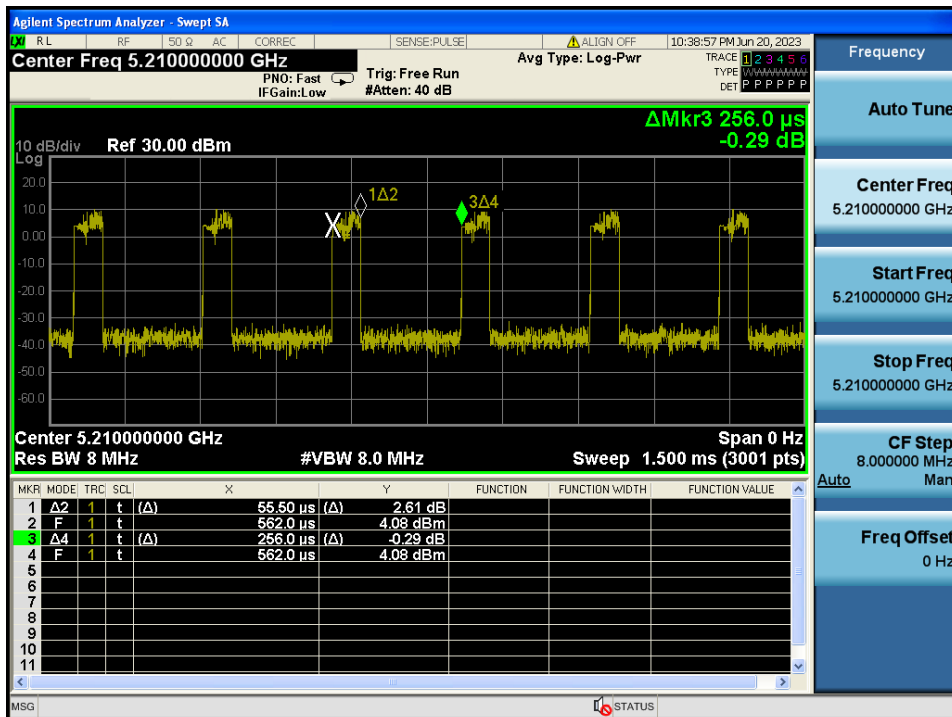 Agilent Spectrum Analyzer - Swept SA
LXI RL RF 50 Ω AC CORREC SENSE:PULSE ALIGN OFF 10:38:57 PM Jun 20, 2023
Center Freq 5.210000000 GHz
PNO: Fast
IFGain:Low
Trig: Free Run
#Atten: 40 dB
Avg Type: Log-Pwr
TRACE 1 2 3 4 5 6
TYPE WWWWWW
DET P P P P P P
Frequency
Auto Tune
Center Freq
5.210000000 GHz
Start Freq
5.210000000 GHz
Stop Freq
5.210000000 GHz
CF Step
8.000000 MHz
Auto Man
Freq Offset
0 Hz
ΔMkr3 256.0 µs
-0.29 dB
10 dB/div Ref 30.00 dBm
Log
20.0
10.0
0.00
-10.0
-20.0
-30.0
-40.0
-50.0
-60.0
X
2
1Δ2
3Δ4
Center 5.210000000 GHz Span 0 Hz
Res BW 8 MHz #VBW 8.0 MHz Sweep 1.500 ms (3001 pts)
MKR MODE TRC SCL X Y FUNCTION FUNCTION WIDTH FUNCTION VALUE
1 Δ2 1 t (Δ) 55.50 µs (Δ) 2.61 dB
2 F 1 t 562.0 µs 4.08 dBm
3 Δ4 1 t (Δ) 256.0 µs (Δ) -0.29 dB
4 F 1 t 562.0 µs 4.08 dBm
5
6
7
8
9
10
11
MSG STATUS